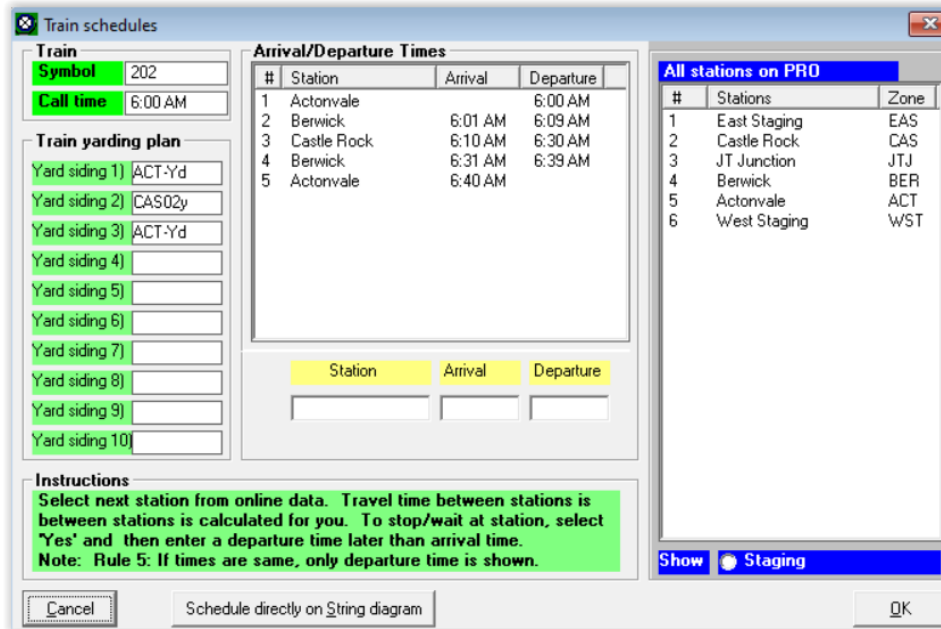 Train schedules
Train
Symbol 202
Call time 6:00 AM
Train yarding plan
Yard siding 1) ACT-Yd
Yard siding 2) CAS02y
Yard siding 3) ACT-Yd
Yard siding 4)
Yard siding 5)
Yard siding 6)
Yard siding 7)
Yard siding 8)
Yard siding 9)
Yard siding 10)
Arrival/Departure Times
# Station Arrival Departure
1 Actonvale 6:00 AM
2 Berwick 6:01 AM 6:09 AM
3 Castle Rock 6:10 AM 6:30 AM
4 Berwick 6:31 AM 6:39 AM
5 Actonvale 6:40 AM
Station Arrival Departure
All stations on PRO
# Stations Zone
1 East Staging EAS
2 Castle Rock CAS
3 JT Junction JTJ
4 Berwick BER
5 Actonvale ACT
6 West Staging WST
Instructions
Select next station from online data. Travel time between stations is
between stations is calculated for you. To stop/wait at station, select
'Yes' and then enter a departure time later than arrival time.
Note: Rule 5: If times are same, only departure time is shown.
Show Staging
Cancel Schedule directly on String diagram OK